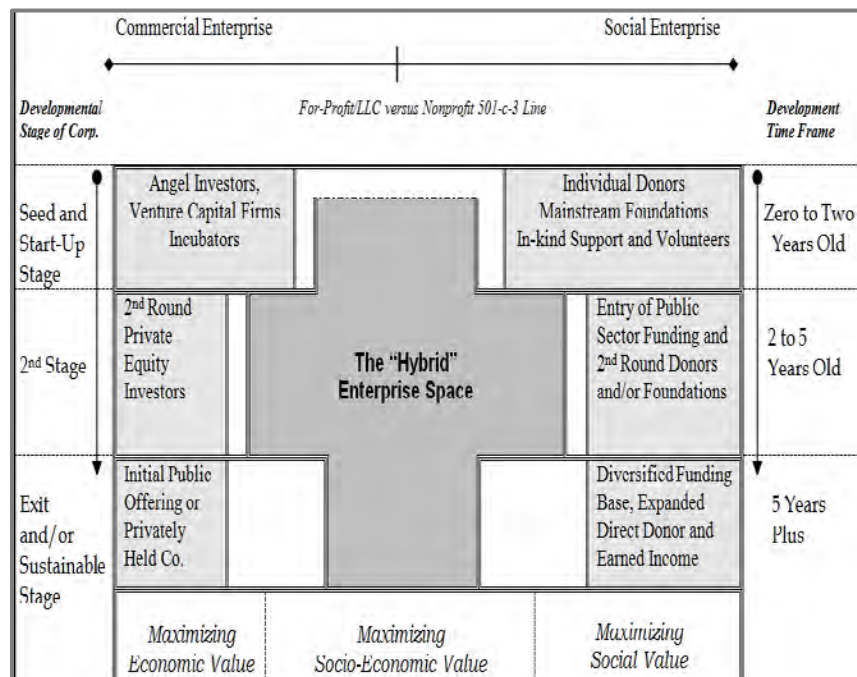 Commercial Enterprise
Social Enterprise
Developmental
Stage of Corp.
For-Profit/LLC versus Nonprofit 501-c-3 Line
Development
Time Frame
Seed and
Start-Up
Stage
Angel Investors,
Venture Capital Firms
Incubators
Individual Donors
Mainstream Foundations
In-kind Support and Volunteers
Zero to Two
Years Old
2nd Stage
2nd Round
Private
Equity
Investors
The “Hybrid”
Enterprise Space
Entry of Public
Sector Funding and
2nd Round Donors
and/or Foundations
2 to 5
Years Old
Exit
and/or
Sustainable
Stage
Initial Public
Offering or
Privately
Held Co.
Diversified Funding
Base, Expanded
Direct Donor and
Earned Income
5 Years
Plus
Maximizing
Economic Value
Maximizing
Socio-Economic Value
Maximizing
Social Value